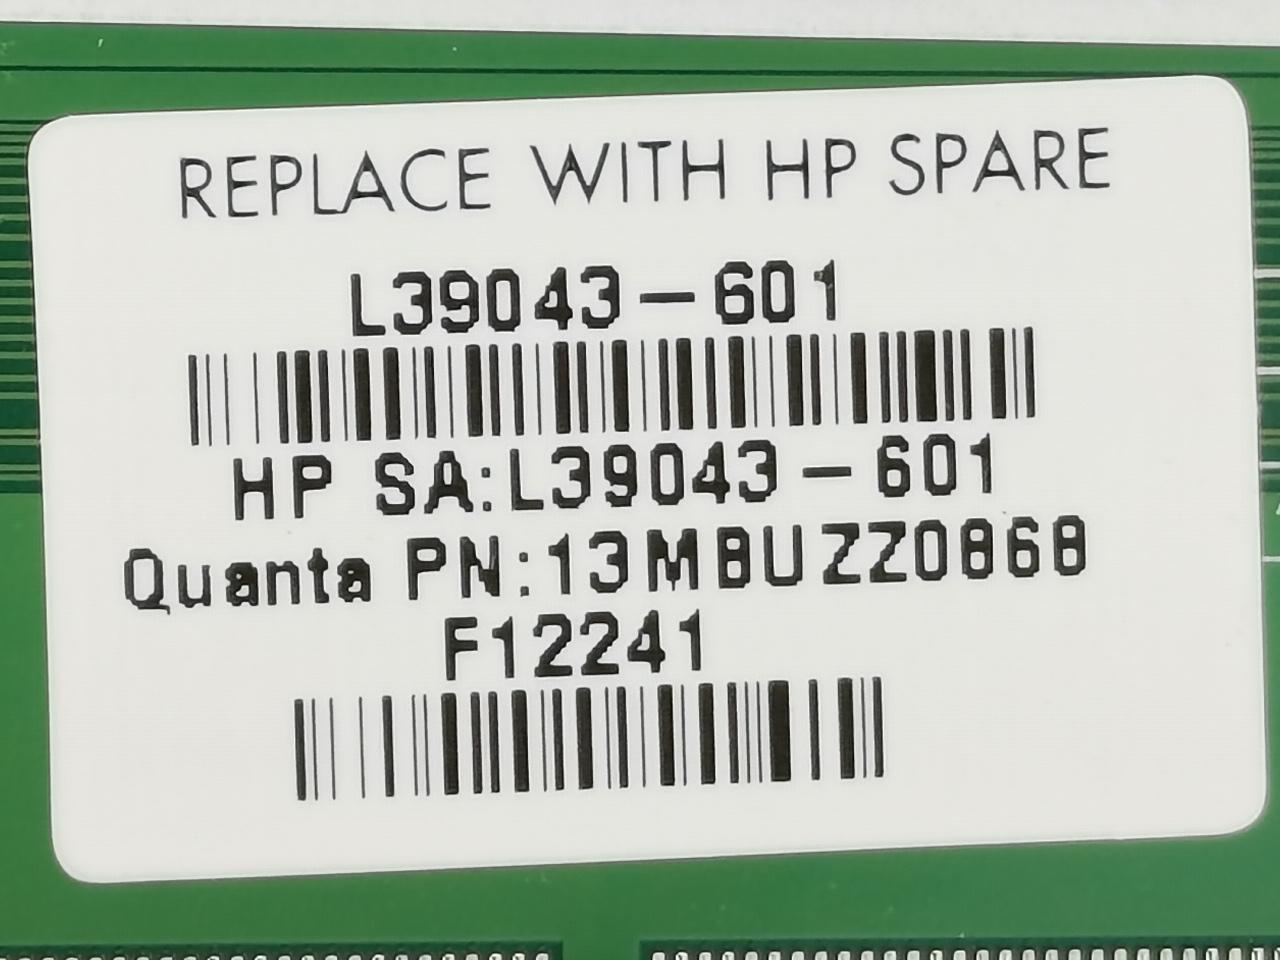 REPLACE WITH HP SPARE
L39043-601
HP SA:L39043-601
Quanta PN:13MBUZZ0868
F12241